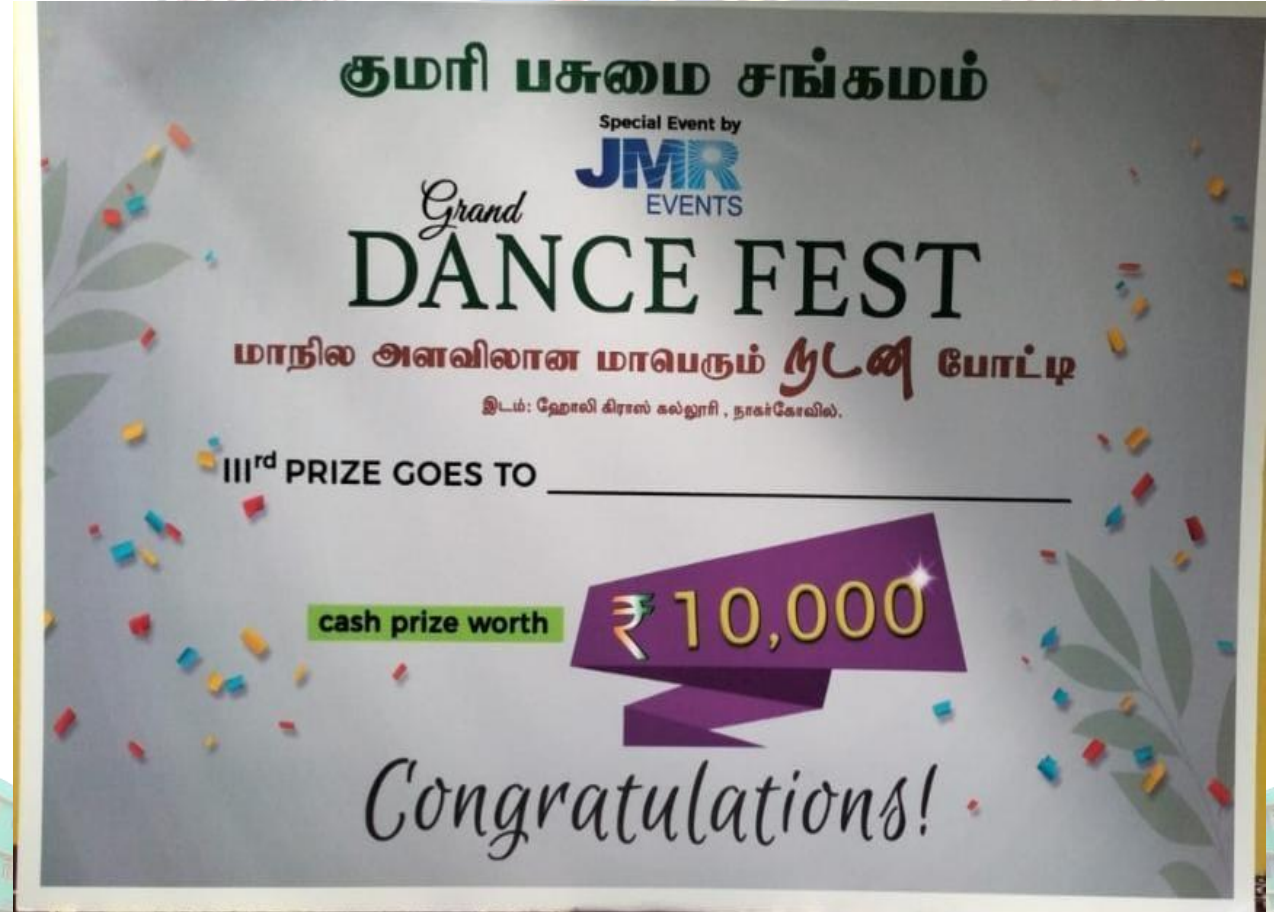 குமரி பசுமை சங்கமம்
Special Event by
JMR
EVENTS
Grand
DANCE FEST
மாநில அளவிலான மாபெரும் நடன போட்டி
இடம்: ஹோலி கிராஸ் கல்லூரி , நாகர்கோவில்.
IIIrd PRIZE GOES TO
cash prize worth ₹ 10,000
Congratulations!